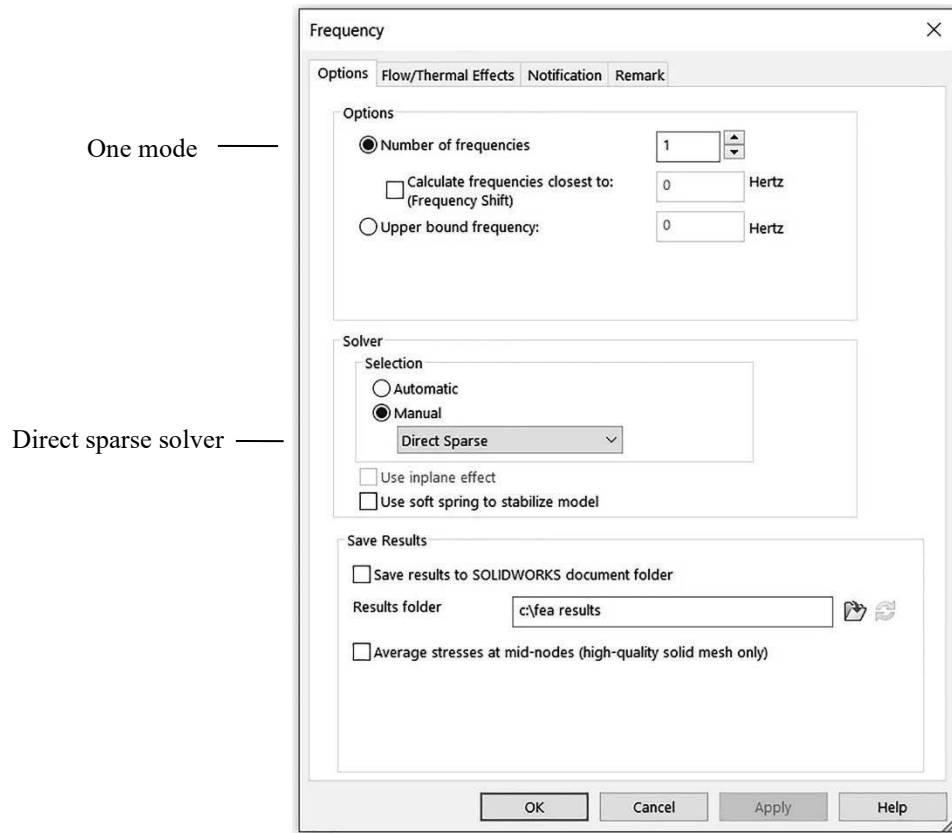 Frequency
Options Flow/Thermal Effects Notification Remark
Options
One mode
Number of frequencies 1
Calculate frequencies closest to: 0 Hertz
(Frequency Shift)
Upper bound frequency: 0 Hertz
Solver
Selection
Automatic
Manual
Direct sparse solver
Direct Sparse
Use inplane effect
Use soft spring to stabilize model
Save Results
Save results to SOLIDWORKS document folder
Results folder c:\fea results
Average stresses at mid-nodes (high-quality solid mesh only)
OK Cancel Apply Help